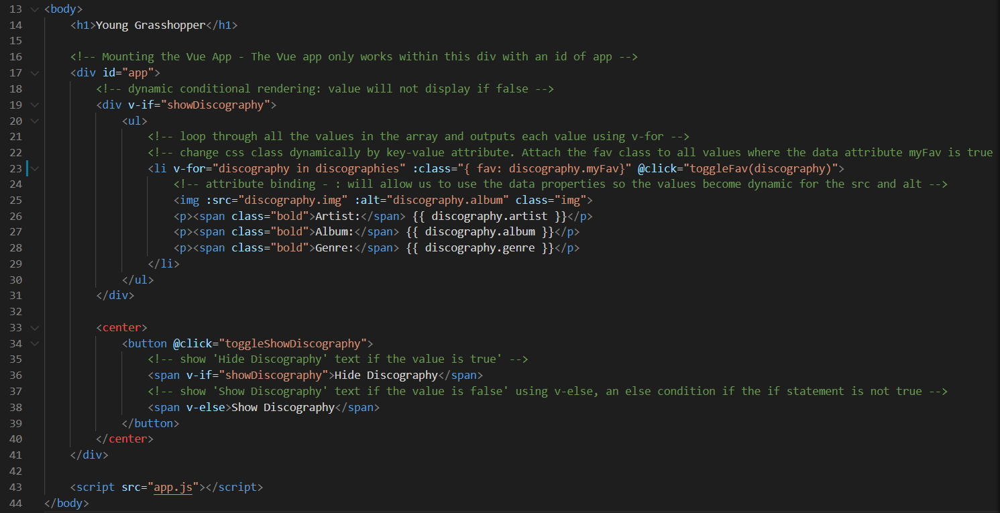 13 <body>
14 <h1>Young Grasshopper</h1>
15
16 <!-- Mounting the Vue App - The Vue app only works within this div with an id of app -->
17 <div id="app">
18 <!-- dynamic conditional rendering: value will not display if false -->
19 <div v-if="showDiscography">
20 <ul>
21 <!-- loop through all the values in the array and outputs each value using v-for -->
22 <!-- change css class dynamically by key-value attribute. Attach the fav class to all values where the data attribute myFav is true
23 <li v-for="discography in discographies" :class="{ fav: discography.myFav}" @click="toggleFav(discography)">
24 <!-- attribute binding - : will allow us to use the data properties so the values become dynamic for the src and alt -->
25 <img :src="discography.img" :alt="discography.album" class="img">
26 <p><span class="bold">Artist:</span> {{ discography.artist }}</p>
27 <p><span class="bold">Album:</span> {{ discography.album }}</p>
28 <p><span class="bold">Genre:</span> {{ discography.genre }}</p>
29 </li>
30 </ul>
31 </div>
32
33 <center>
34 <button @click="toggleShowDiscography">
35 <!-- show 'Hide Discography' text if the value is true' -->
36 <span v-if="showDiscography">Hide Discography</span>
37 <!-- show 'Show Discography' text if the value is false' using v-else, an else condition if the if statement is not true -->
38 <span v-else>Show Discography</span>
39 </button>
40 </center>
41 </div>
42
43 <script src="app.js"></script>
44 </body>